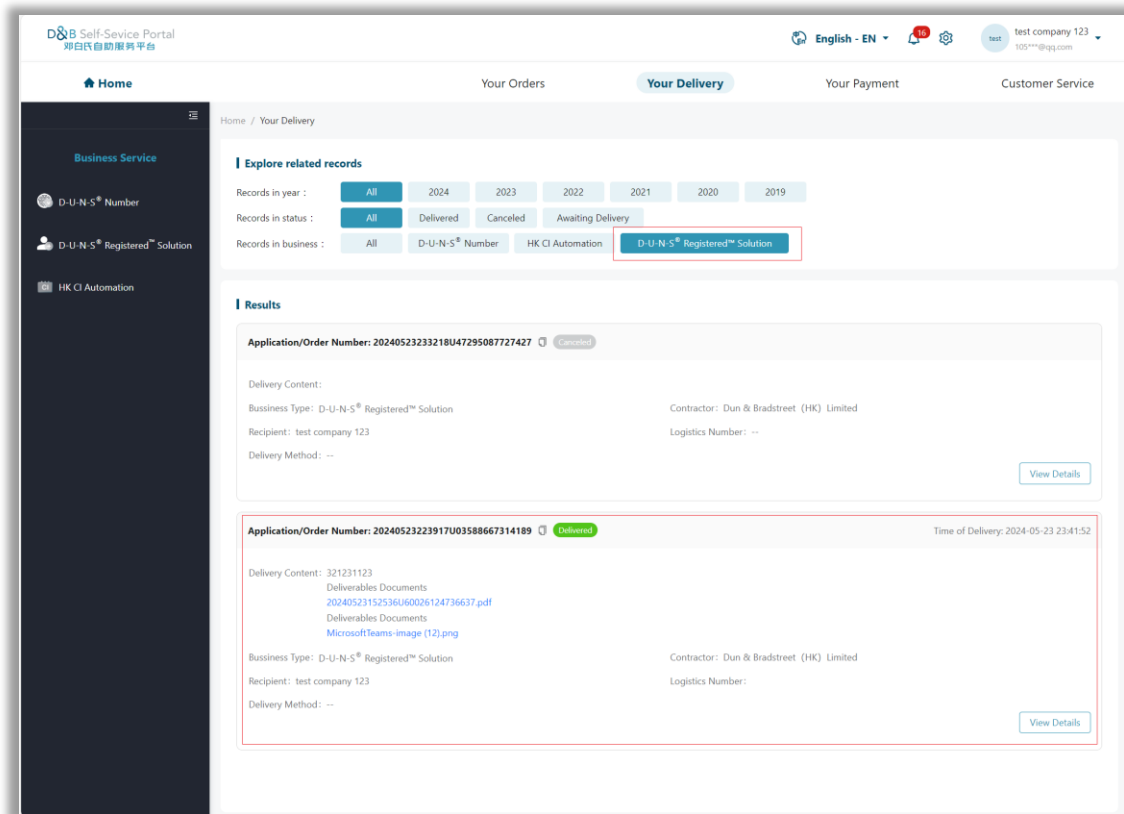 D&B Self-Sevice Portal
邓白氏自助服务平台
En English - EN
16
test
test company 123
105***@qq.com
Home
Your Orders
Your Delivery
Your Payment
Customer Service
Business Service
D-U-N-S® Number
D-U-N-S® Registered™ Solution
CI HK CI Automation
Home / Your Delivery
Explore related records
Records in year : All 2024 2023 2022 2021 2020 2019
Records in status : All Delivered Canceled Awaiting Delivery
Records in business : All D-U-N-S® Number HK CI Automation D-U-N-S® Registered™ Solution
Results
Application/Order Number: 20240523233218U47295087727427 Canceled
Delivery Content:
Bussiness Type: D-U-N-S® Registered™ Solution
Contractor: Dun & Bradstreet (HK) Limited
Recipient: test company 123
Logistics Number: --
Delivery Method: --
View Details
Application/Order Number: 20240523223917U03588667314189 Delivered
Time of Delivery: 2024-05-23 23:41:52
Delivery Content: 321231123
Deliverables Documents
20240523152536U60026124736637.pdf
Deliverables Documents
MicrosoftTeams-image (12).png
Bussiness Type: D-U-N-S® Registered™ Solution
Contractor: Dun & Bradstreet (HK) Limited
Recipient: test company 123
Logistics Number:
Delivery Method: --
View Details